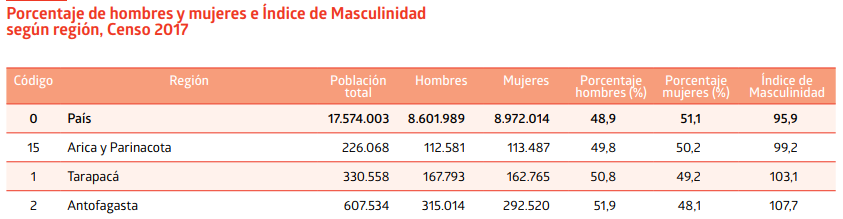 Porcentaje de hombres y mujeres e Índice de Masculinidad
según región, Censo 2017
Código Región Población total Hombres Mujeres Porcentaje hombres (%) Porcentaje mujeres (%) Índice de Masculinidad
0 País 17.574.003 8.601.989 8.972.014 48,9 51,1 95,9
15 Arica y Parinacota 226.068 112.581 113.487 49,8 50,2 99,2
1 Tarapacá 330.558 167.793 162.765 50,8 49,2 103,1
2 Antofagasta 607.534 315.014 292.520 51,9 48,1 107,7